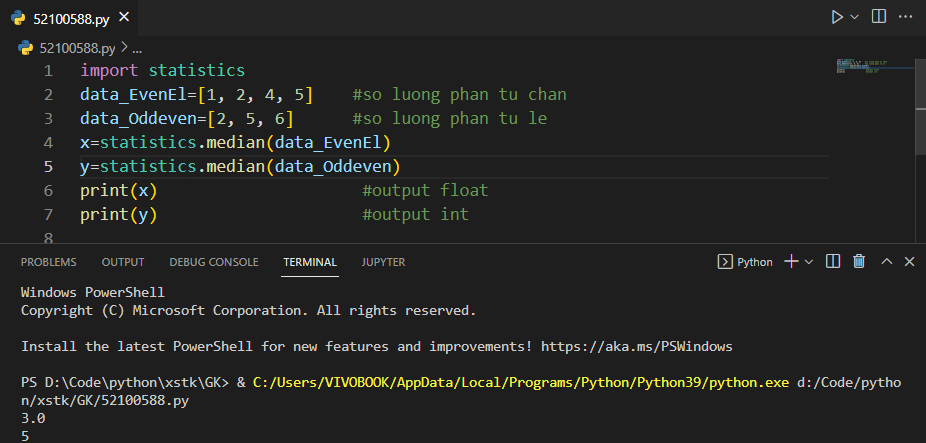 52100588.py
52100588.py > ...
1 import statistics
2 data_EvenEl=[1, 2, 4, 5]    #so luong phan tu chan
3 data_Oddeven=[2, 5, 6]      #so luong phan tu le
4 x=statistics.median(data_EvenEl)
5 y=statistics.median(data_Oddeven)
6 print(x)                     #output float
7 print(y)                     #output int
8
PROBLEMS OUTPUT DEBUG CONSOLE TERMINAL JUPYTER Python
Windows PowerShell
Copyright (C) Microsoft Corporation. All rights reserved.
Install the latest PowerShell for new features and improvements! https://aka.ms/PSWindows
PS D:\Code\python\xstk\GK> & C:/Users/VIVOBOOK/AppData/Local/Programs/Python/Python39/python.exe d:/Code/pytho
n/xstk/GK/52100588.py
3.0
5